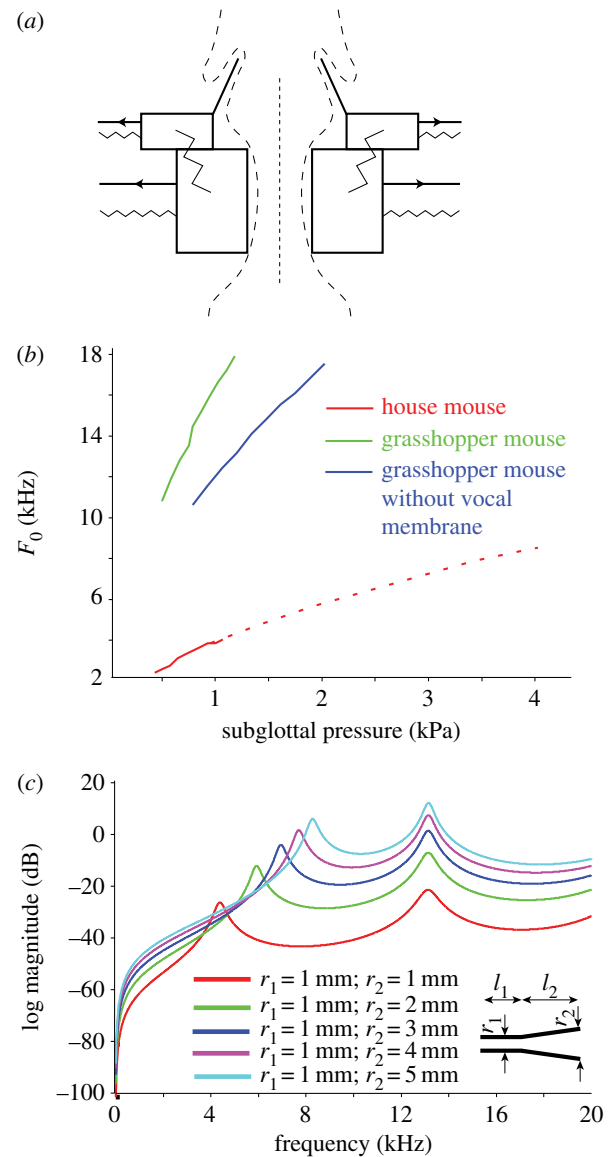 (a)
(b)
18
14
10
6
2
F0 (kHz)
house mouse
grasshopper mouse
grasshopper mouse
without vocal
membrane
1 2 3 4
subglottal pressure (kPa)
(c)
20
0
−20
−40
−60
−80
−100
log magnitude (dB)
r1 = 1 mm; r2 = 1 mm
r1 = 1 mm; r2 = 2 mm
r1 = 1 mm; r2 = 3 mm
r1 = 1 mm; r2 = 4 mm
r1 = 1 mm; r2 = 5 mm
l1 l2
r1 r2
0 4 8 12 16 20
frequency (kHz)